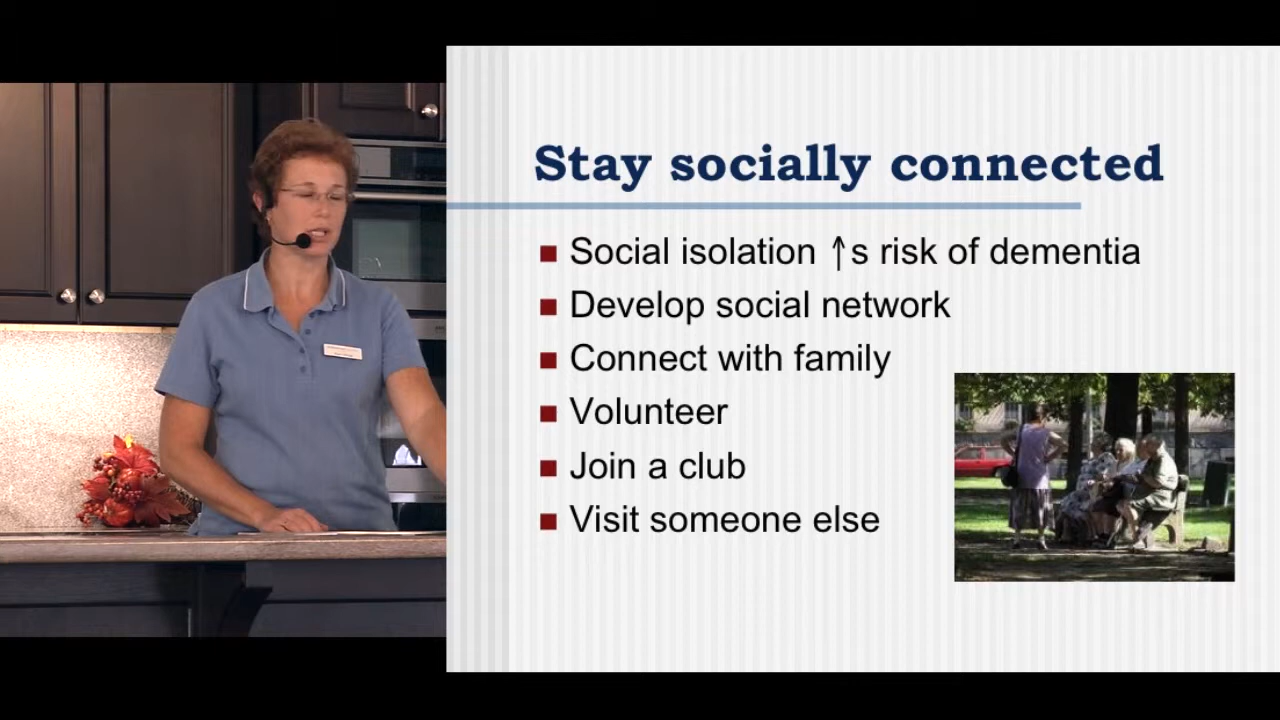 Stay socially connected
Social isolation ↑s risk of dementia
Develop social network
Connect with family
Volunteer
Join a club
Visit someone else